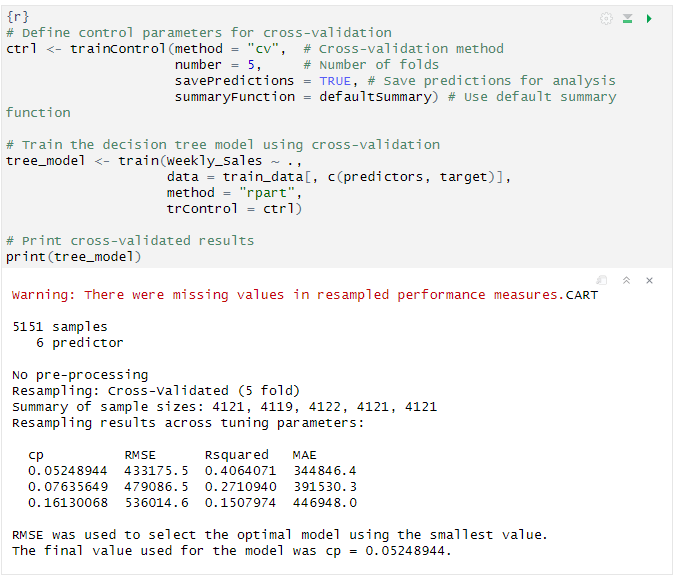 {r}
# Define control parameters for cross-validation
ctrl <- trainControl(method = "cv",  # Cross-validation method
                     number = 5,     # Number of folds
                     savePredictions = TRUE, # Save predictions for analysis
                     summaryFunction = defaultSummary) # Use default summary
function

# Train the decision tree model using cross-validation
tree_model <- train(Weekly_Sales ~ .,
                    data = train_data[, c(predictors, target)],
                    method = "rpart",
                    trControl = ctrl)

# Print cross-validated results
print(tree_model)

Warning: There were missing values in resampled performance measures.CART

5151 samples
   6 predictor

No pre-processing
Resampling: Cross-Validated (5 fold)
Summary of sample sizes: 4121, 4119, 4122, 4121, 4121
Resampling results across tuning parameters:

  cp          RMSE      Rsquared   MAE
  0.05248944  433175.5  0.4064071  344846.4
  0.07635649  479086.5  0.2710940  391530.3
  0.16130068  536014.6  0.1507974  446948.0

RMSE was used to select the optimal model using the smallest value.
The final value used for the model was cp = 0.05248944.